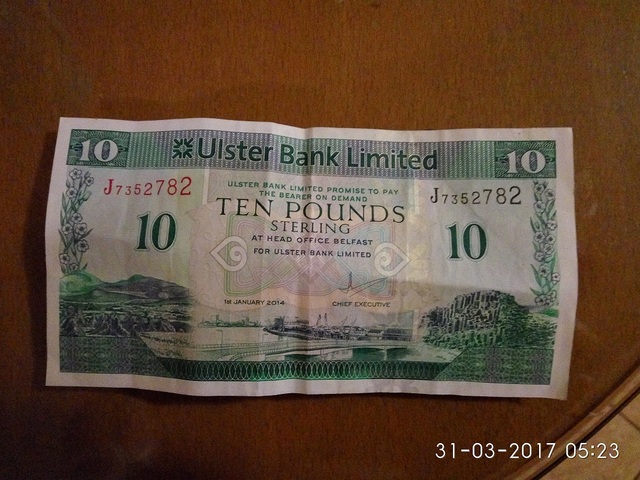 10 Ulster Bank Limited 10
J7352782
ULSTER BANK LIMITED PROMISE TO PAY
THE BEARER ON DEMAND
J7352782
TEN POUNDS
STERLING
10
10
AT HEAD OFFICE BELFAST
FOR ULSTER BANK LIMITED
1st JANUARY 2014
CHIEF EXECUTIVE
31-03-2017 05:23